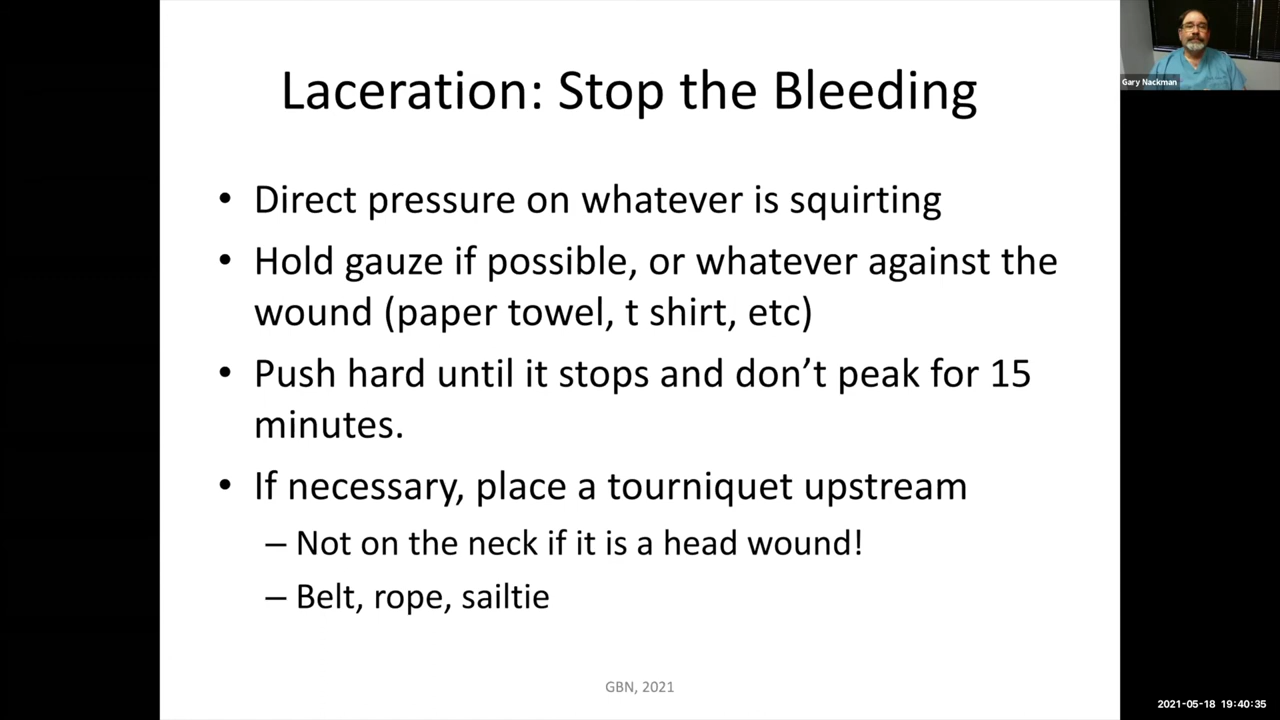 Laceration: Stop the Bleeding
• Direct pressure on whatever is squirting
• Hold gauze if possible, or whatever against the
wound (paper towel, t shirt, etc)
• Push hard until it stops and don’t peak for 15
minutes.
• If necessary, place a tourniquet upstream
– Not on the neck if it is a head wound!
– Belt, rope, sailtie
GBN, 2021
Gary Nackman
2021-05-18 19:40:35